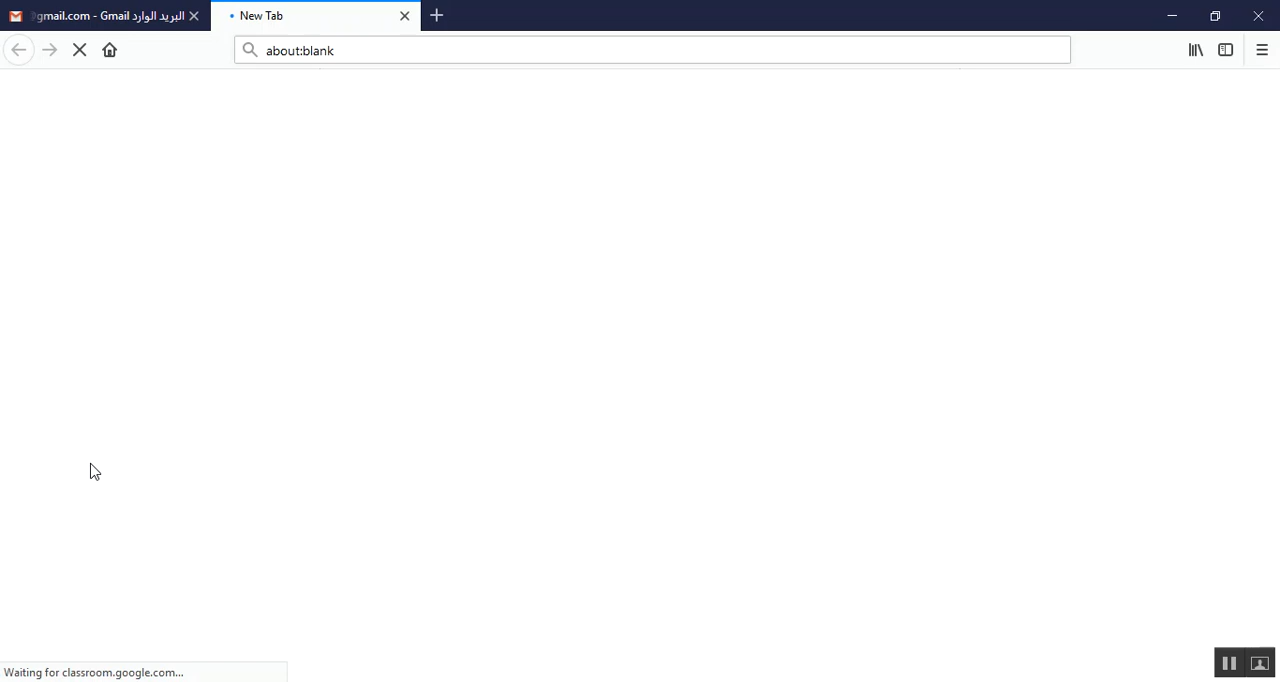 gmail.com - Gmail البريد الوارد
New Tab
about:blank
Waiting for classroom.google.com...